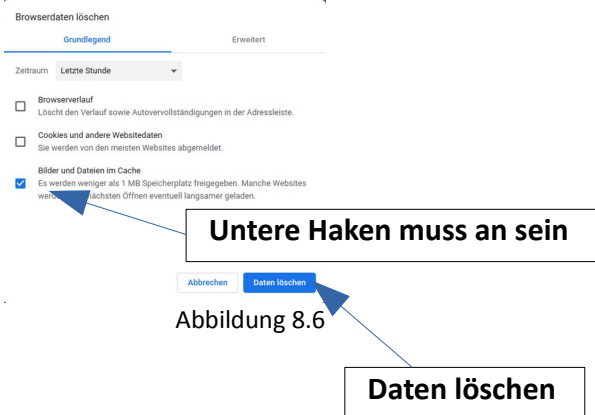 Browserdaten löschen
Grundlegend Erweitert
Zeitraum Letzte Stunde
Browserverlauf
Löscht den Verlauf sowie Autovervollständigungen in der Adressleiste.
Cookies und andere Websitedaten
Sie werden von den meisten Websites abgemeldet.
Bilder und Dateien im Cache
Es werden weniger als 1 MB Speicherplatz freigegeben. Manche Websites
nächsten Öffnen eventuell langsamer geladen.
Untere Haken muss an sein
Abbrechen Daten löschen
Abbildung 8.6
Daten löschen